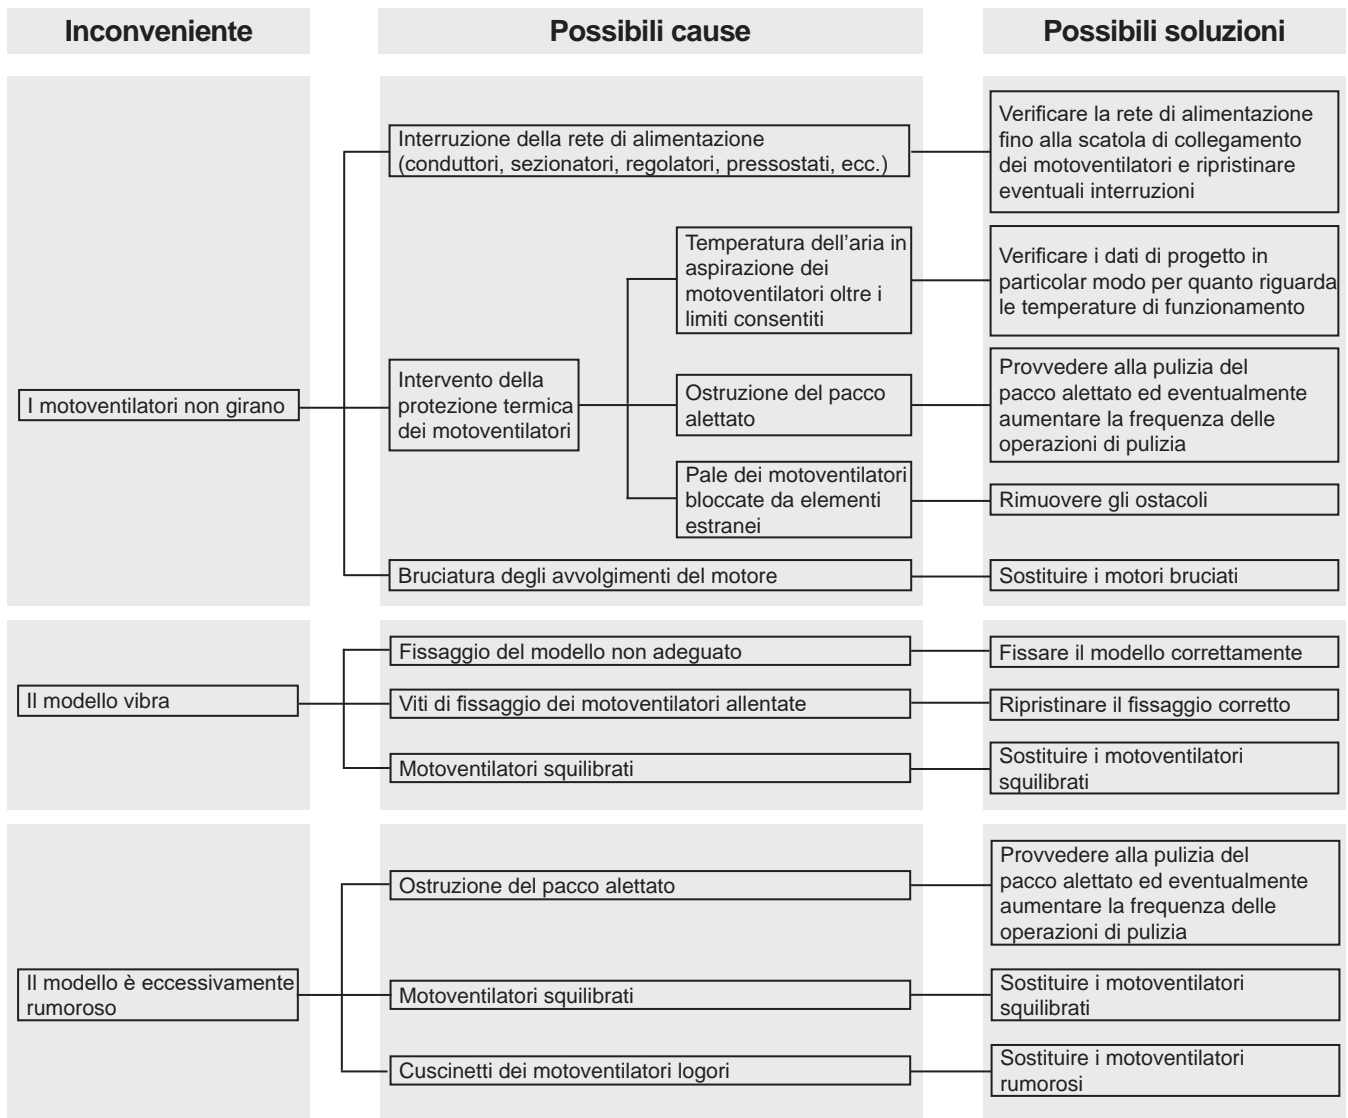 Inconveniente
Possibili cause
Possibili soluzioni
I motoventilatori non girano
Interruzione della rete di alimentazione
(conduttori, sezionatori, regolatori, pressostati, ecc.)
Verificare la rete di alimentazione
fino alla scatola di collegamento
dei motoventilatori e ripristinare
eventuali interruzioni
Intervento della
protezione termica
dei motoventilatori
Temperatura dell’aria in
aspirazione dei
motoventilatori oltre i
limiti consentiti
Verificare i dati di progetto in
particolar modo per quanto riguarda
le temperature di funzionamento
Ostruzione del pacco
alettato
Provvedere alla pulizia del
pacco alettato ed eventualmente
aumentare la frequenza delle
operazioni di pulizia
Pale dei motoventilatori
bloccate da elementi
estranei
Rimuovere gli ostacoli
Bruciatura degli avvolgimenti del motore
Sostituire i motori bruciati
Il modello vibra
Fissaggio del modello non adeguato
Fissare il modello correttamente
Viti di fissaggio dei motoventilatori allentate
Ripristinare il fissaggio corretto
Motoventilatori squilibrati
Sostituire i motoventilatori
squilibrati
Il modello è eccessivamente
rumoroso
Ostruzione del pacco alettato
Provvedere alla pulizia del
pacco alettato ed eventualmente
aumentare la frequenza delle
operazioni di pulizia
Motoventilatori squilibrati
Sostituire i motoventilatori
squilibrati
Cuscinetti dei motoventilatori logori
Sostituire i motoventilatori
rumorosi